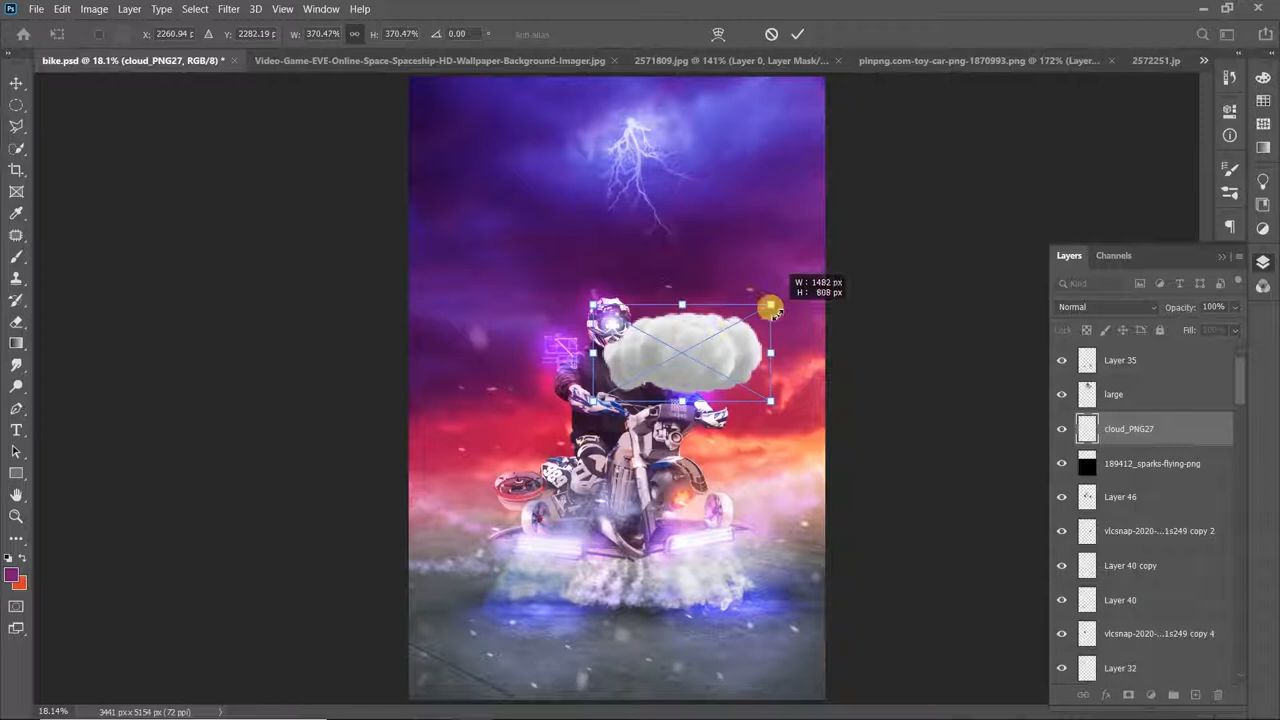 Ps File Edit Image Layer Type Select Filter 3D View Window Help
X: 2260.94 p Y: 2282.19 p W: 370.47% H: 370.47% 0.00 ° Anti-alias
bike.psd @ 18.1% (cloud_PNG27, RGB/8) * × Video-Game-EVE-Online-Space-Spaceship-HD-Wallpaper-Background-Imager.jpg × 2571809.jpg @ 141% (Layer 0, Layer Mask/... × pinpng.com-toy-car-png-1870993.png @ 172% (Layer... × 2572251.jp
W: 1482 px
H: 808 px
Layers Channels
Kind
Normal Opacity: 100%
Lock: Fill: 100%
Layer 35
large
cloud_PNG27
189412_sparks-flying-png
Layer 46
vlcsnap-2020-...1s249 copy 2
Layer 40 copy
Layer 40
vlcsnap-2020-...1s249 copy 4
Layer 32
18.14% 3441 px x 5154 px (72 ppi)